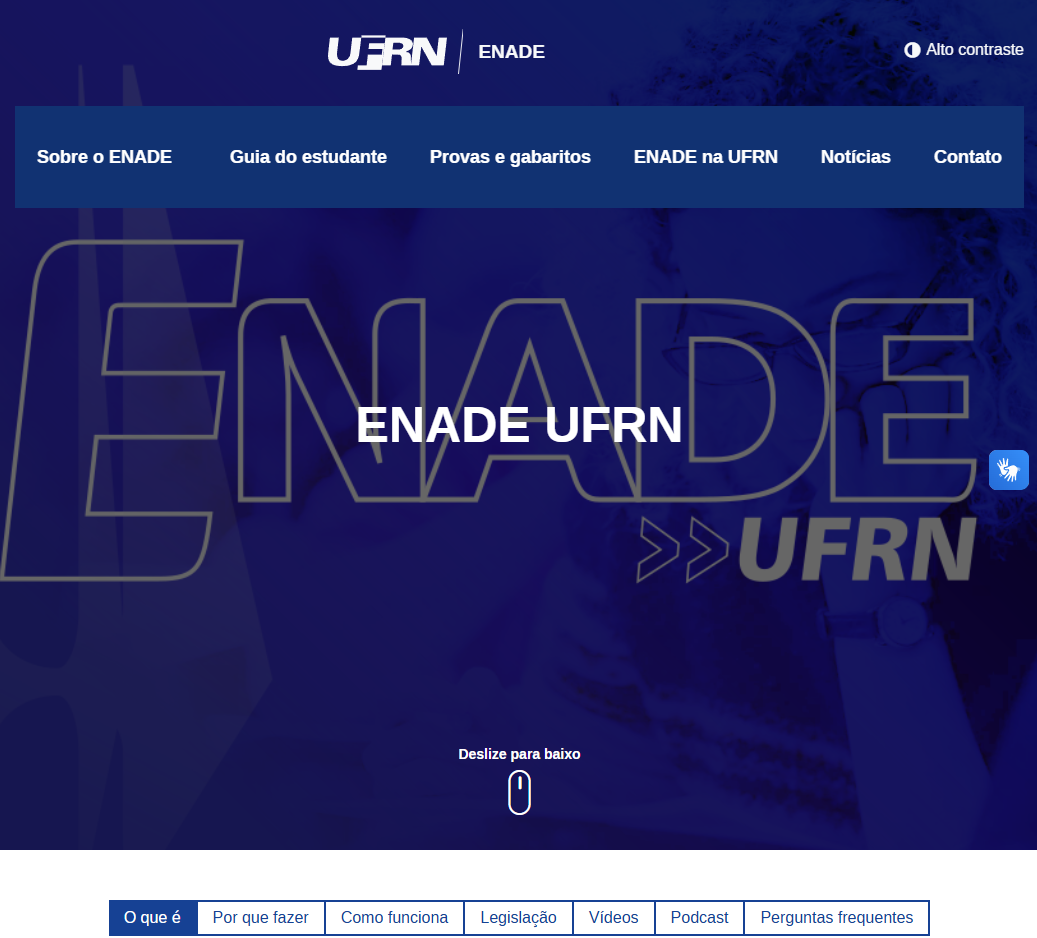 UFRN ENADE
Alto contraste
Sobre o ENADE Guia do estudante Provas e gabaritos ENADE na UFRN Notícias Contato
ENADE
ENADE UFRN
>>UFRN
Deslize para baixo
O que é Por que fazer Como funciona Legislação Vídeos Podcast Perguntas frequentes